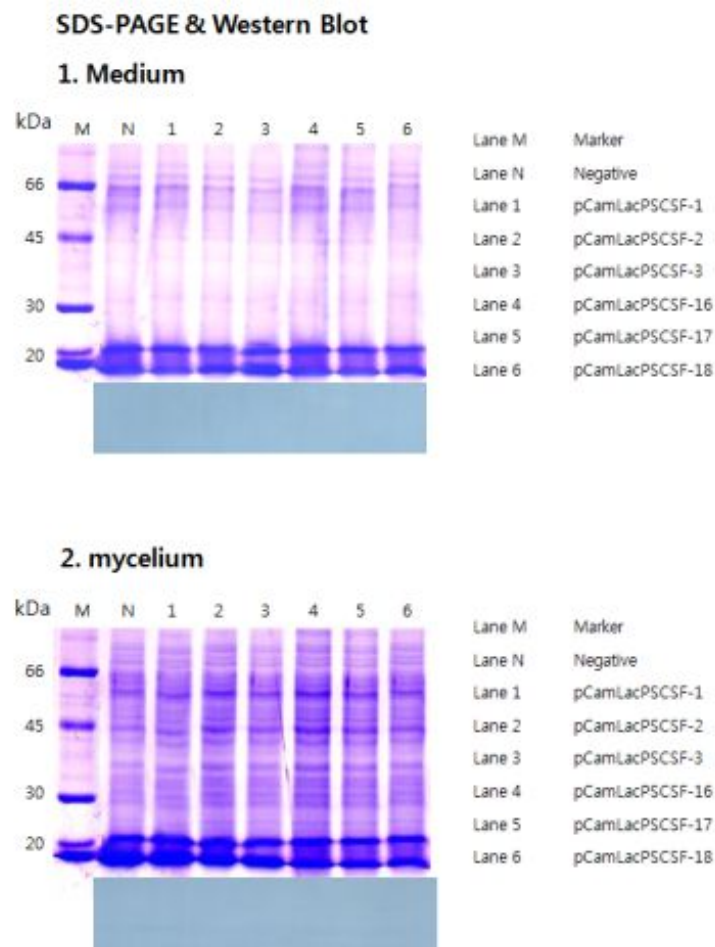 SDS-PAGE & Western Blot
1. Medium
kDa M N 1 2 3 4 5 6
66
45
30
20
Lane M Marker
Lane N Negative
Lane 1 pCamLacPSCSF-1
Lane 2 pCamLacPSCSF-2
Lane 3 pCamLacPSCSF-3
Lane 4 pCamLacPSCSF-16
Lane 5 pCamLacPSCSF-17
Lane 6 pCamLacPSCSF-18
2. mycelium
kDa M N 1 2 3 4 5 6
66
45
30
20
Lane M Marker
Lane N Negative
Lane 1 pCamLacPSCSF-1
Lane 2 pCamLacPSCSF-2
Lane 3 pCamLacPSCSF-3
Lane 4 pCamLacPSCSF-16
Lane 5 pCamLacPSCSF-17
Lane 6 pCamLacPSCSF-18